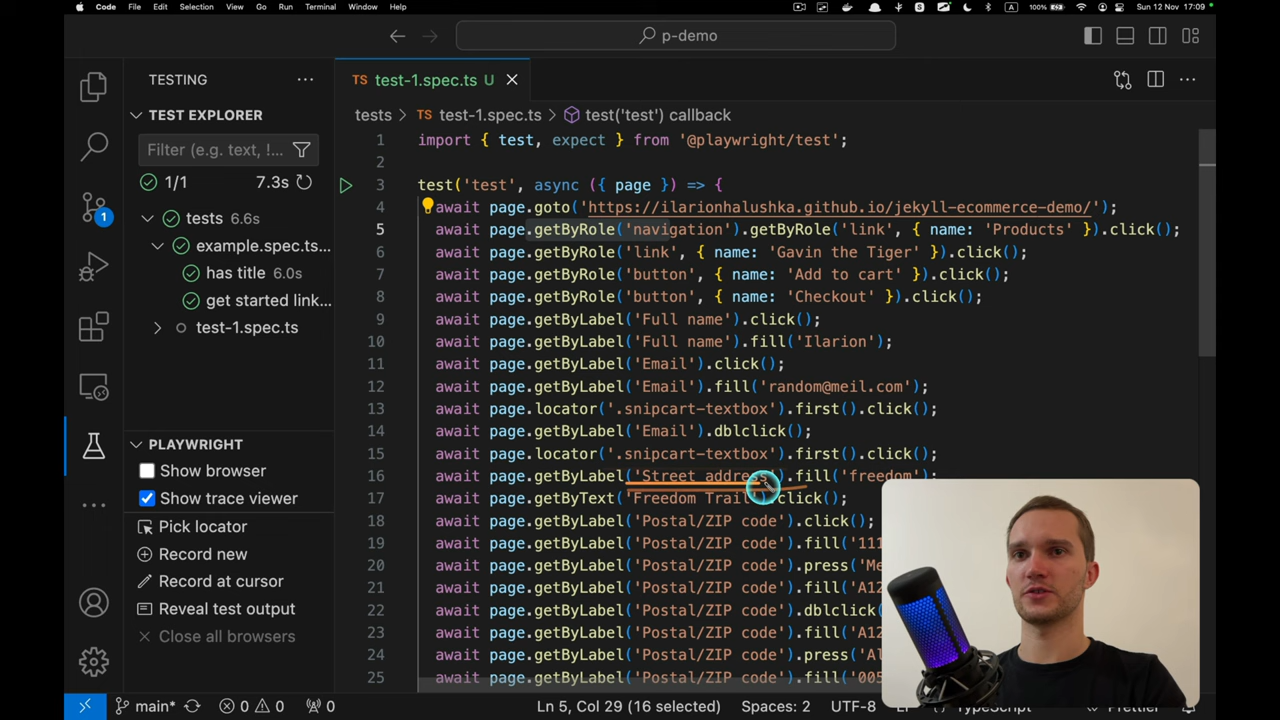 Code File Edit Selection View Go Run Terminal Window Help 100% Sun 12 Nov 17:09
p-demo
TESTING
TS test-1.spec.ts U
TEST EXPLORER
tests > TS test-1.spec.ts > test('test') callback
Filter (e.g. text, !...
1/1 7.3s
tests 6.6s
example.spec.ts...
has title 6.0s
get started link...
test-1.spec.ts
PLAYWRIGHT
Show browser
Show trace viewer
Pick locator
Record new
Record at cursor
Reveal test output
Close all browsers
1 import { test, expect } from '@playwright/test';
2
3 test('test', async ({ page }) => {
4 await page.goto('https://ilarionhalushka.github.io/jekyll-ecommerce-demo/');
5 await page.getByRole('navigation').getByRole('link', { name: 'Products' }).click();
6 await page.getByRole('link', { name: 'Gavin the Tiger' }).click();
7 await page.getByRole('button', { name: 'Add to cart' }).click();
8 await page.getByRole('button', { name: 'Checkout' }).click();
9 await page.getByLabel('Full name').click();
10 await page.getByLabel('Full name').fill('Ilarion');
11 await page.getByLabel('Email').click();
12 await page.getByLabel('Email').fill('random@meil.com');
13 await page.locator('.snipcart-textbox').first().click();
14 await page.getByLabel('Email').dblclick();
15 await page.locator('.snipcart-textbox').first().click();
16 await page.getByLabel('Street address').fill('freedom');
17 await page.getByText('Freedom Trail').click();
18 await page.getByLabel('Postal/ZIP code').click();
19 await page.getByLabel('Postal/ZIP code').fill('111
20 await page.getByLabel('Postal/ZIP code').press('Me
21 await page.getByLabel('Postal/ZIP code').fill('A12
22 await page.getByLabel('Postal/ZIP code').dblclick(
23 await page.getByLabel('Postal/ZIP code').fill('A12
24 await page.getByLabel('Postal/ZIP code').press('Al
25 await page.getByLabel('Postal/ZIP code').fill('005
1
main* 0 0 0 Ln 5, Col 29 (16 selected) Spaces: 2 UTF-8 LF TypeScript Prettier